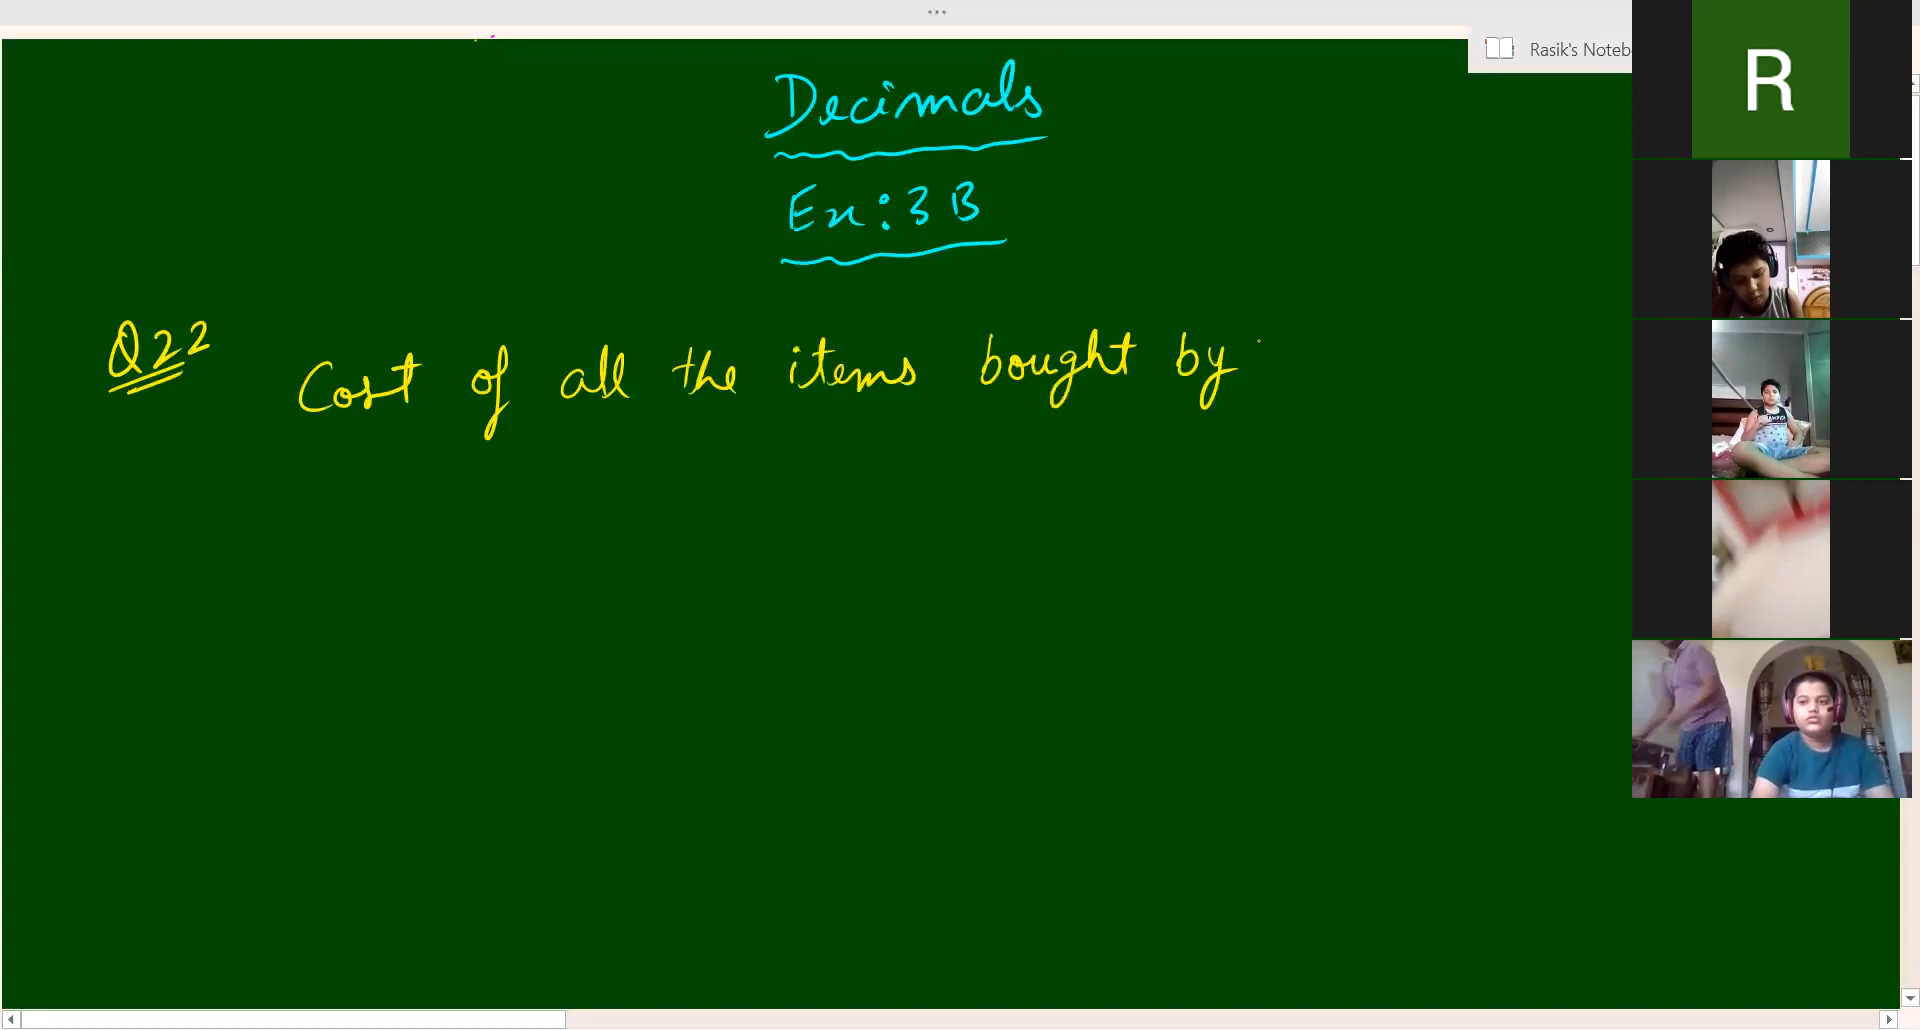 Rasik's Noteb
R
Decimals
Ex: 3B
Q22 Cost of all the items bought by